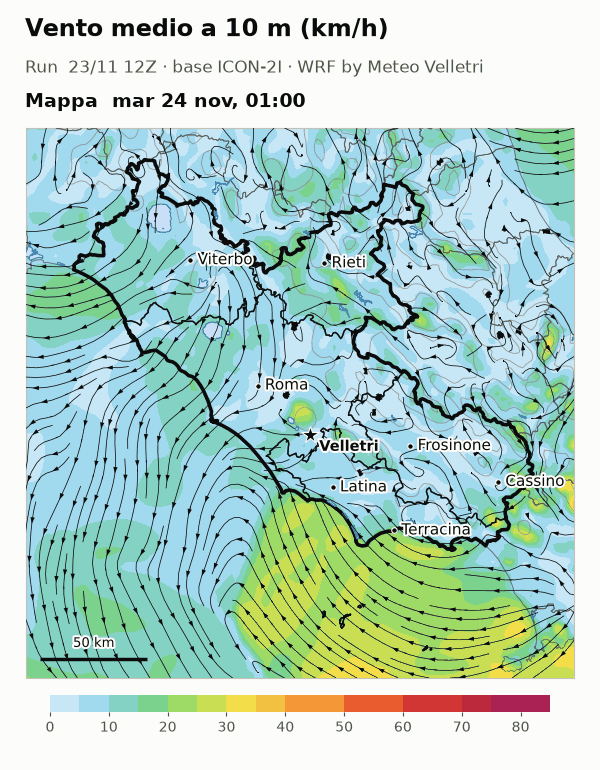 Vento medio a 10 m (km/h)
Run 23/11 12Z · base ICON-2I · WRF by Meteo Velletri
Mappa mar 24 nov, 01:00
Viterbo
Rieti
Roma
Velletri
Frosinone
Latina
Cassino
Terracina
50 km
0 10 20 30 40 50 60 70 80